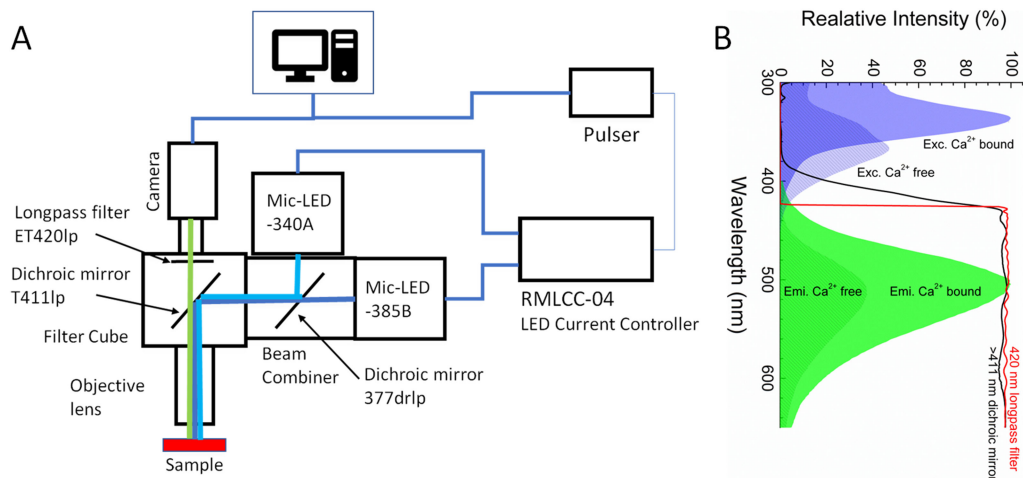 A
Camera
Pulser
Longpass filter
ET420lp
Mic-LED
-340A
Dichroic mirror
T411lp
Mic-LED
-385B
RMLCC-04
LED Current Controller
Filter Cube
Beam
Combiner
Dichroic mirror
377drlp
Objective
lens
Sample
B
Realative Intensity (%)
0
20
40
60
80
100
300
400
500
600
Wavelength (nm)
Exc. Ca²⁺ bound
Exc. Ca²⁺ free
Emi. Ca²⁺ free
Emi. Ca²⁺ bound
420 nm longpass filter
>411 nm dichroic mirror